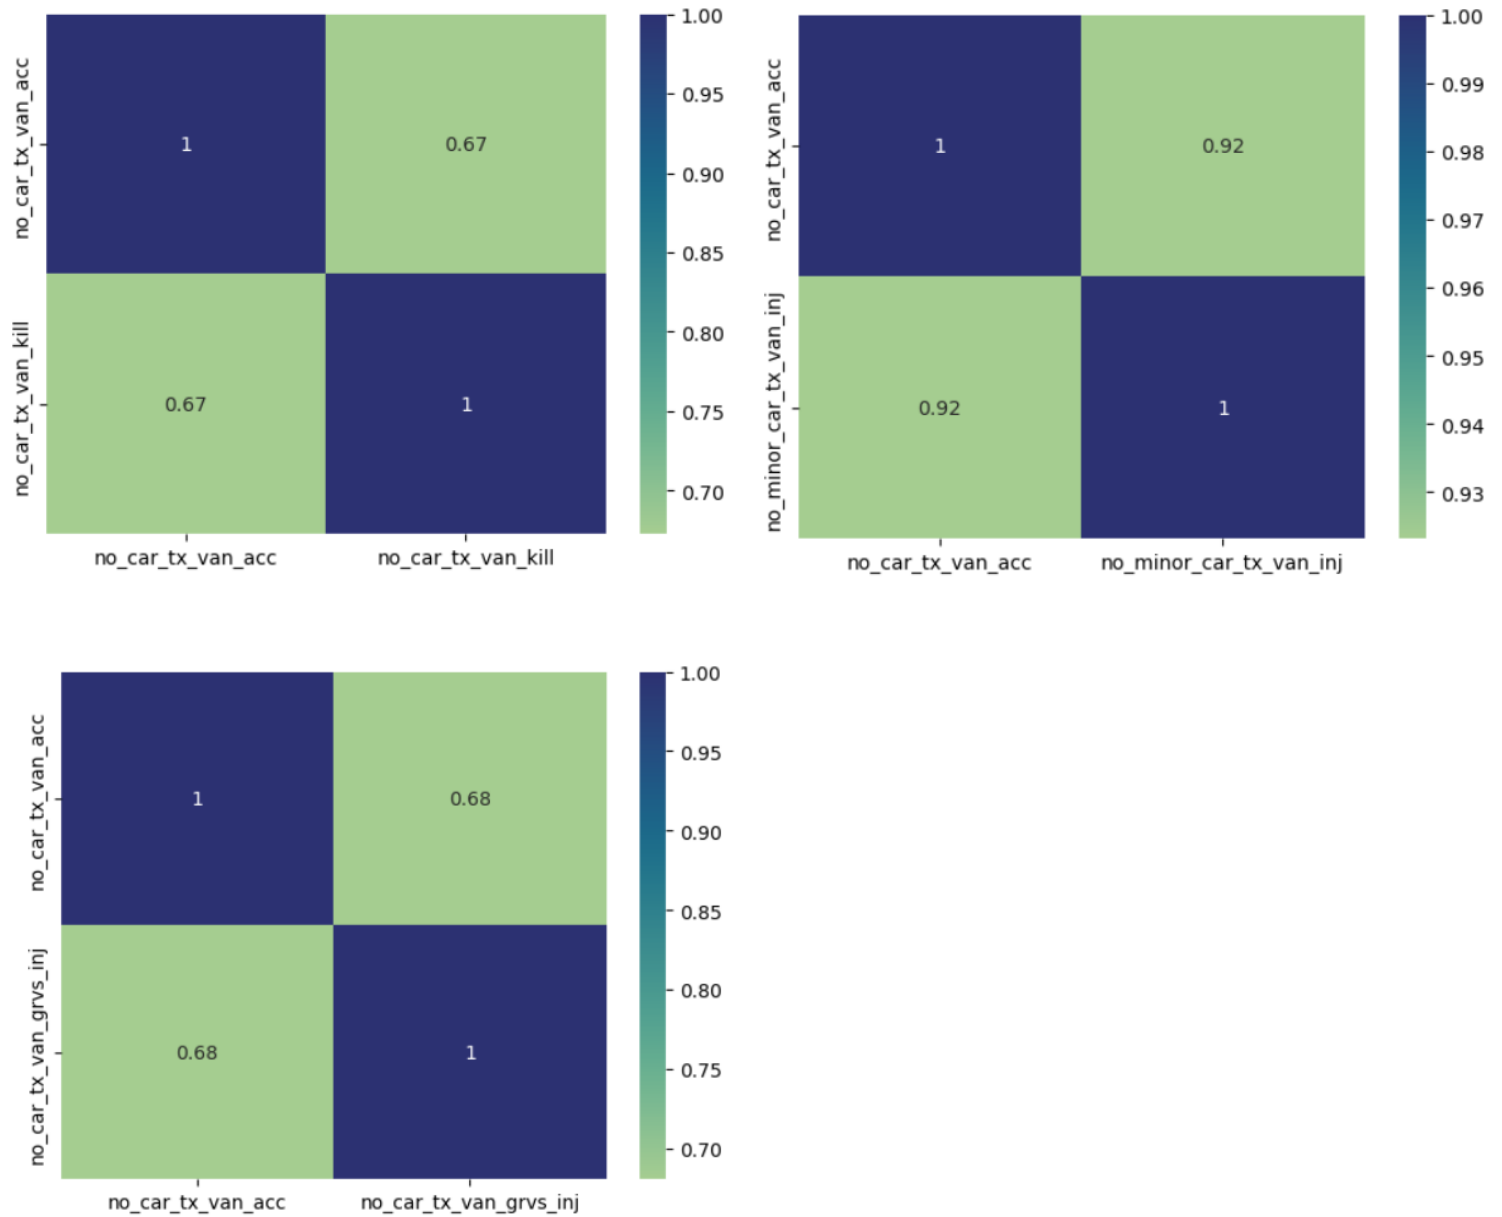 no_car_tx_van_acc
no_car_tx_van_kill
1
0.67
0.67
1
no_car_tx_van_acc
no_car_tx_van_kill
1.00
0.95
0.90
0.85
0.80
0.75
0.70
no_car_tx_van_acc
no_minor_car_tx_van_inj
1
0.92
0.92
1
no_car_tx_van_acc
no_minor_car_tx_van_inj
1.00
0.99
0.98
0.97
0.96
0.95
0.94
0.93
no_car_tx_van_acc
no_car_tx_van_grvs_inj
1
0.68
0.68
1
no_car_tx_van_acc
no_car_tx_van_grvs_inj
1.00
0.95
0.90
0.85
0.80
0.75
0.70